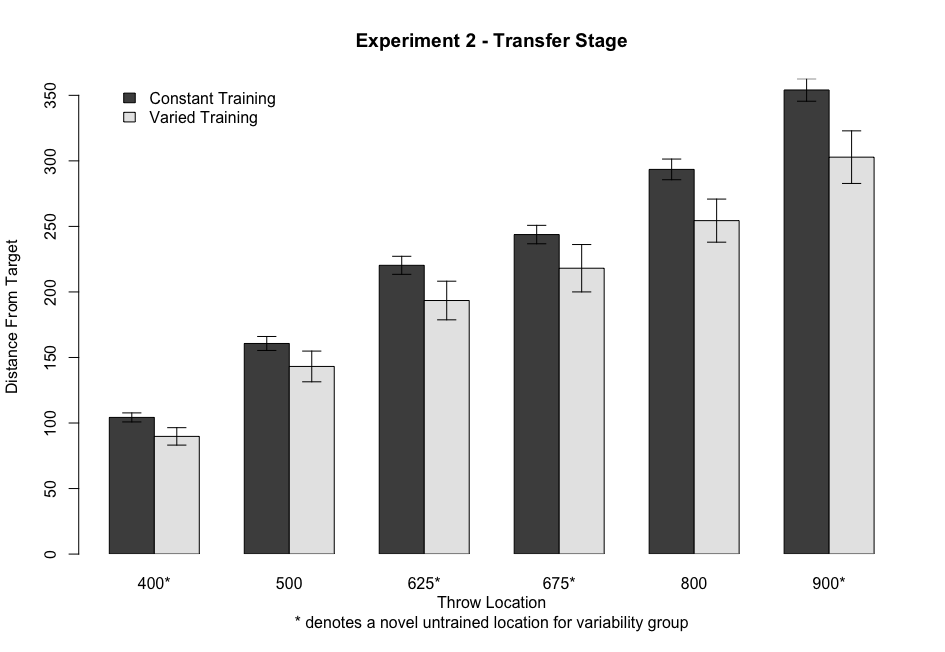 Experiment 2 - Transfer Stage
Constant Training
Varied Training
Distance From Target
350
300
250
200
150
100
50
0
400*
500
625*
675*
800
900*
Throw Location
* denotes a novel untrained location for variability group